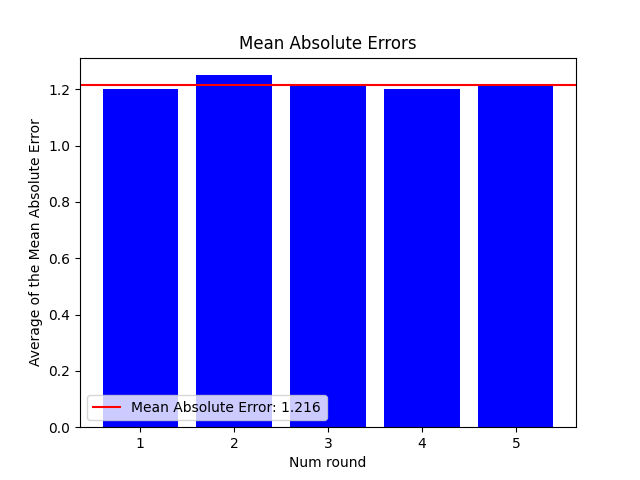 Mean Absolute Errors
Average of the Mean Absolute Error
1.2
1.0
0.8
0.6
0.4
0.2
0.0
Mean Absolute Error: 1.216
1 2 3 4 5
Num round